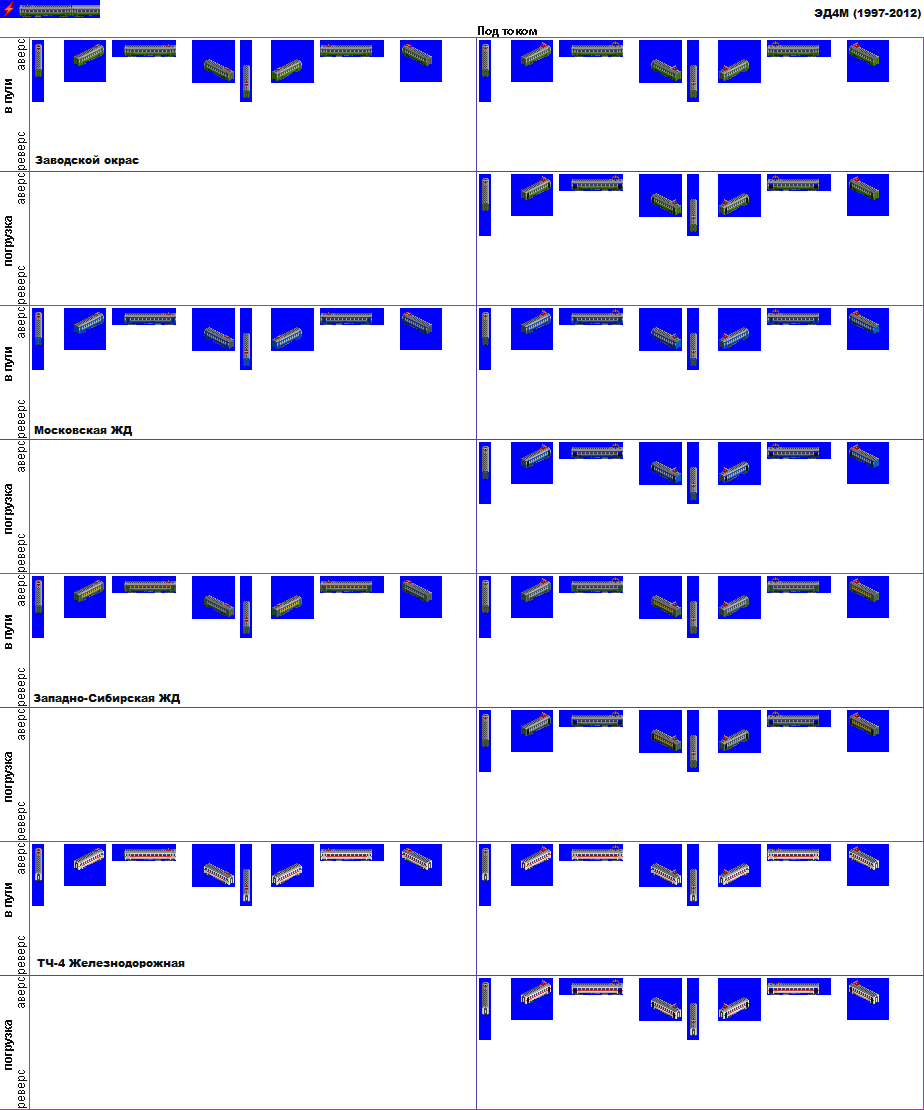 ЭД4М (1997-2012)
Под током
аверс
в пути
реверс
Заводской окрас
аверс
погрузка
реверс
аверс
в пути
реверс
Московская ЖД
аверс
погрузка
реверс
аверс
в пути
реверс
Западно-Сибирская ЖД
аверс
погрузка
реверс
аверс
в пути
реверс
ТЧ-4 Железнодорожная
аверс
погрузка
реверс